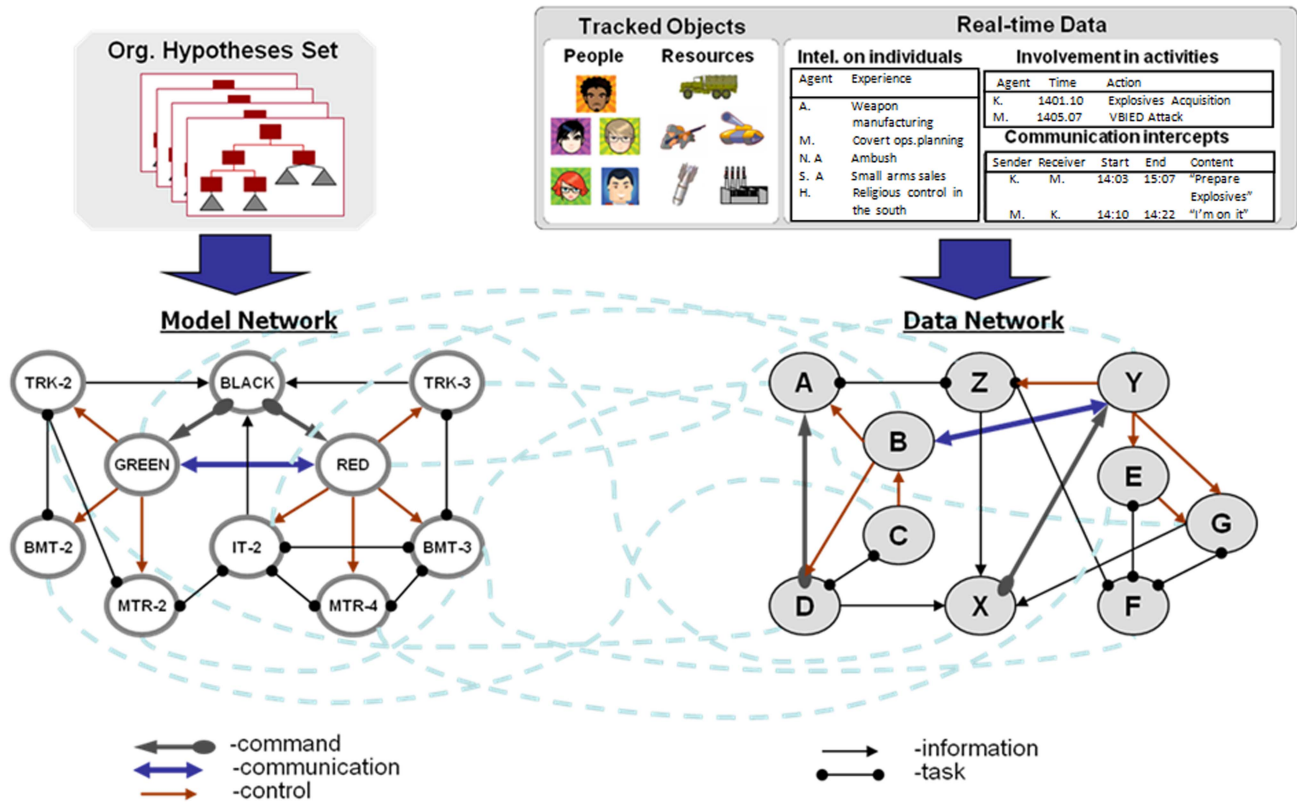 Org. Hypotheses Set
Tracked Objects
People
Resources
Real-time Data
Intel. on individuals
Agent Experience
A. Weapon
manufacturing
M. Covert ops.planning
N. A Ambush
S. A Small arms sales
H. Religious control in
the south
Involvement in activities
Agent Time Action
K. 1401.10 Explosives Acquisition
M. 1405.07 VBIED Attack
Communication intercepts
Sender Receiver Start End Content
K. M. 14:03 15:07 "Prepare
Explosives"
M. K. 14:10 14:22 "I'm on it"
Model Network
TRK-2
BLACK
TRK-3
GREEN
RED
BMT-2
IT-2
BMT-3
MTR-2
MTR-4
Data Network
A
Z
Y
B
E
C
G
D
X
F
-command
-communication
-control
-information
-task